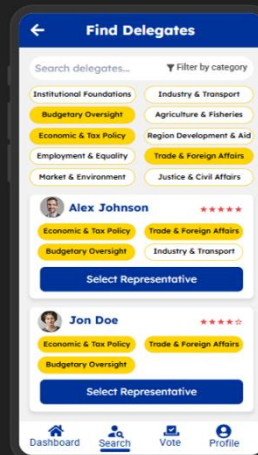 Find Delegates
Search delegates... Filter by category
Institutional Foundations Industry & Transport
Budgetary Oversight Agriculture & Fisheries
Economic & Tax Policy Region Development & Aid
Employment & Equality Trade & Foreign Affairs
Market & Environment Justice & Civil Affairs
Alex Johnson
Economic & Tax Policy Trade & Foreign Affairs
Budgetary Oversight Industry & Transport
Select Representative
Jon Doe
Economic & Tax Policy Trade & Foreign Affairs
Budgetary Oversight
Select Representative
Dashboard Search Vote Profile